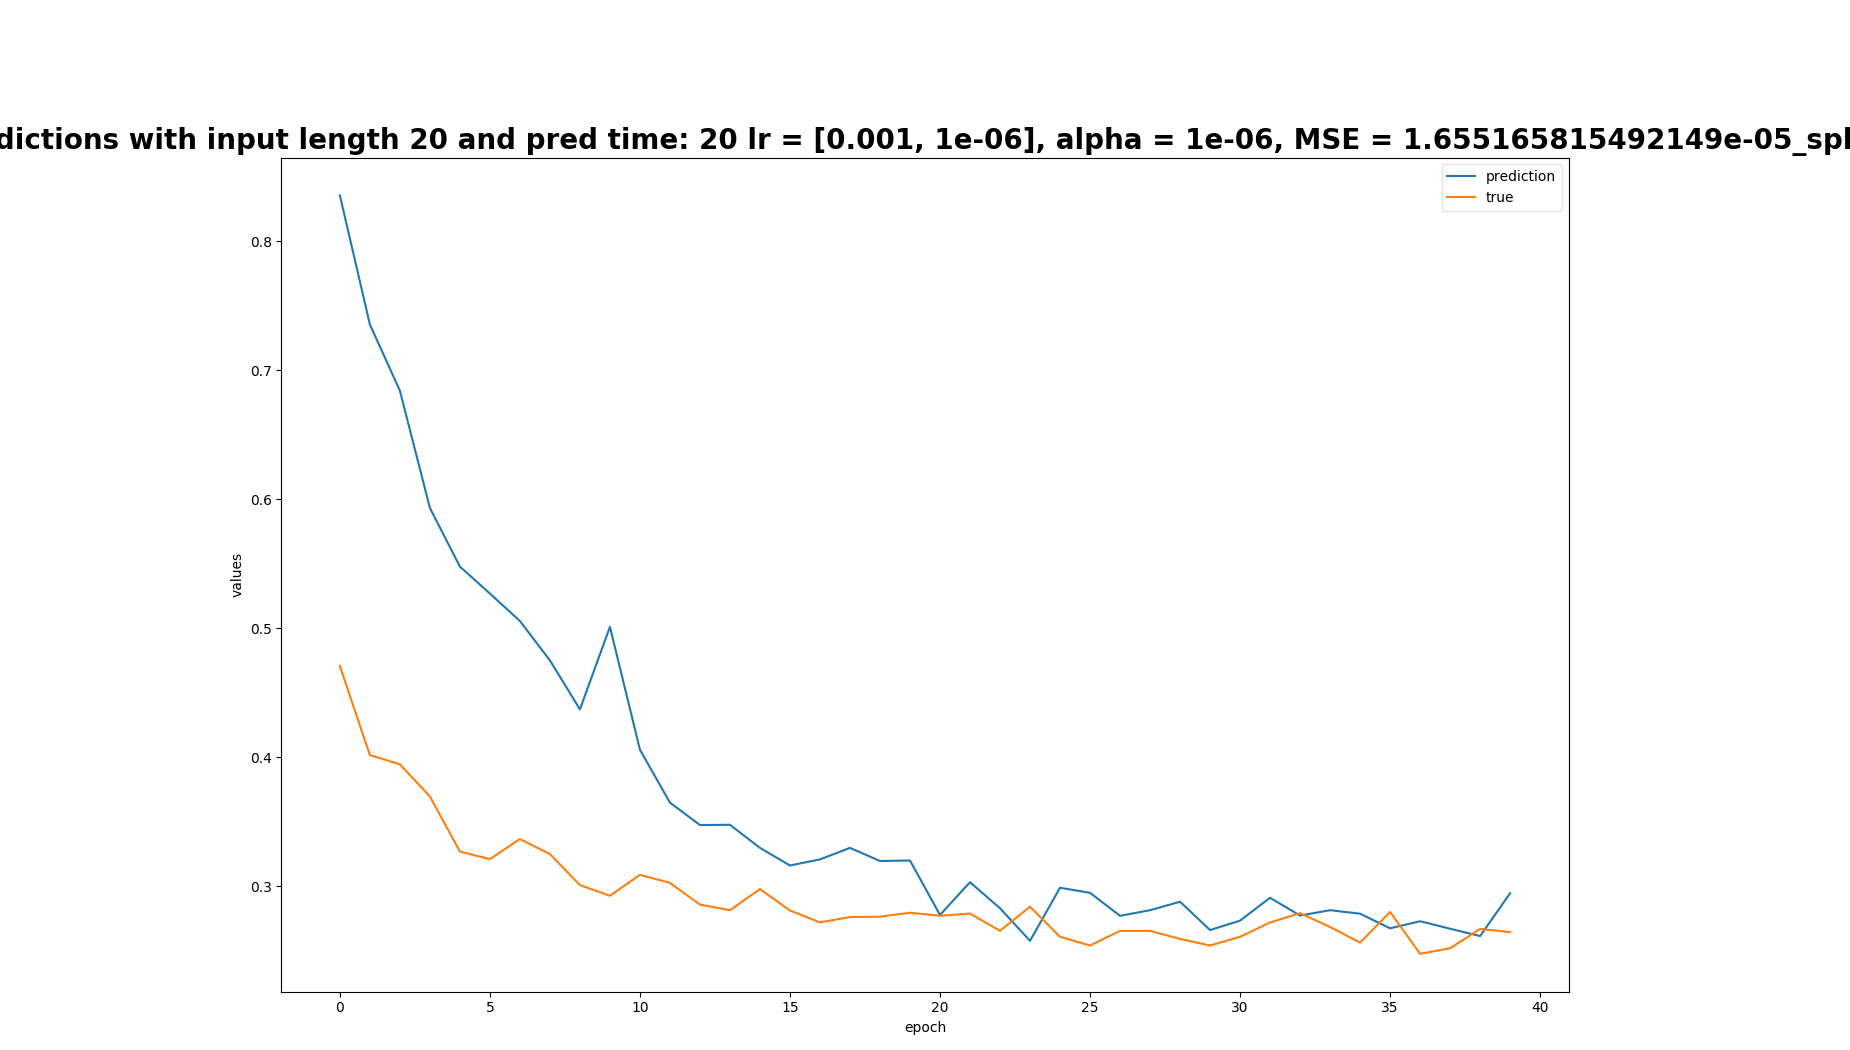 dictions with input length 20 and pred time: 20 lr = [0.001, 1e-06], alpha = 1e-06, MSE = 1.655165815492149e-05_spl
prediction
true
0.8
0.7
0.6
0.5
0.4
0.3
values
0 5 10 15 20 25 30 35 40
epoch